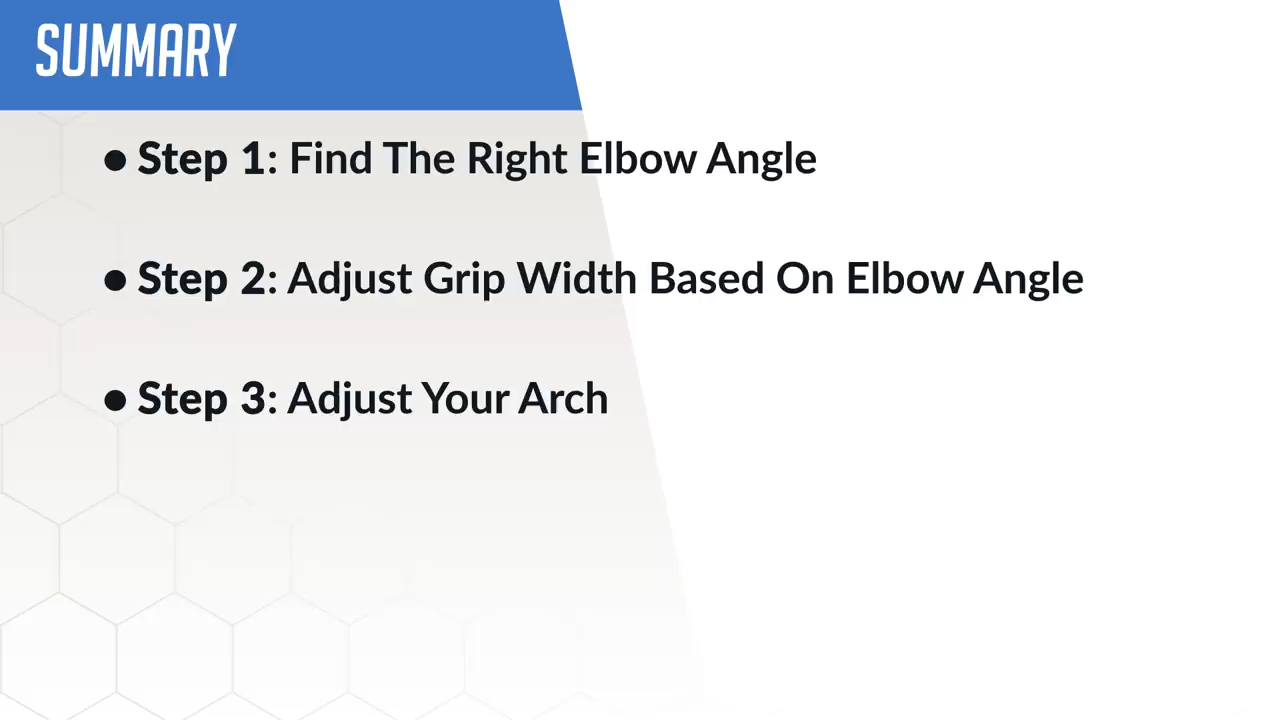 SUMMARY
● Step 1: Find The Right Elbow Angle
● Step 2: Adjust Grip Width Based On Elbow Angle
● Step 3: Adjust Your Arch